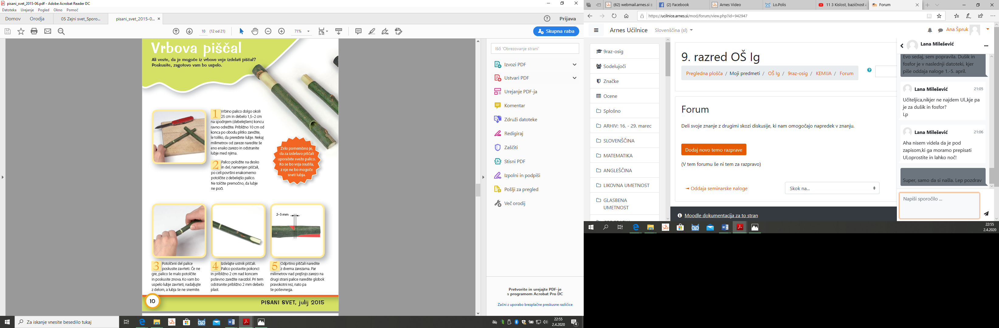 pisani_svet_2015-06.pdf - Adobe Acrobat Reader DC
Datoteka Urejanje Pogled Okno Pomoč
Domov Orodja 05 Zejni svet_Sporo... pisani_svet_2015-0... ×
? Prijava
10 (12 od 21) 71%
Skupna raba
Vrbova piščal
Ali veste, da je mogoče iz vrbove veje izdelati piščal?
Poskusite, zagotovo vam bo uspelo.
1 Vrbino palico dolgo okoli
25 cm in debelo 1,5–2 cm
na spodnjem (debelejšem) koncu
ravno odrežite. Približno 10 cm od
konca po obodu plitko zarežite,
le toliko, da prerežete lubje. Nekaj
milimetrov od zareze naredite še
eno enako zarezo in odstranite
lubje med njima.
2 Palico položite na desko
in del, namenjen piščali,
po celi površini enakomerno
potolčite z debelejšo palico.
Ne tolčite premočno, da lubje
ne poči.
Zelo pomembno je,
da za izdelavo piščali
uporabite svežo palico.
Ko se bo veja osušila,
z nje ne bo mogoče
sneti lubja.
2–3 mm
3 Potolčeni del palice
poskusite zavrteti. Če ne
gre, palico še malo potolčite
in poskusite znova. Ko vam bo
uspelo lubje zavrteti, nadaljujte
z delom, a lubja še ne snemite.
4 Izdelajte ustnik piščali.
Palico postavite pokonci
in približno 2 cm nad koncem
poševno zarežite navzdol. Pri tem
odstranite približno 2 mm debelo
plast.
5 Odprtino piščali naredite
z dvema zarezama. Par
milimetrov nad prejšnjo zarezo na
drugi strani palice naredite globok
pravokotni rez, nato pa
še poševnega.
10
PISANI SVET, julij 2015
Išči 'Obrezovanje strani'
Izvozi PDF
Ustvari PDF
Urejanje PDF-ja
Komentar
Združi datoteke
Redigiraj
Zaščiti
Stisni PDF
Izpolni in podpiši
Pošlji za pregled
Več orodij
Pretvorite in urejajte PDF-je
s programom Acrobat Pro DC
Začni z uporabo brezplačne preskusne različice
Za iskanje vnesite besedilo tukaj
22:55
2.4.2020
4
(62) webmail.arnes.si ::
(2) Facebook
Arnes Video
Lo.Polis
11 3 Kislost, bazičnost
Forum
https://ucilnice.arnes.si/mod/forum/view.php?id=942947
Arnes Učilnice Slovenščina (sl)
Ana Špruk
9raz-osig
Sodelujoči
Značke
Ocene
Splošno
ARHIV: 16. - 29. marec
SLOVENŠČINA
MATEMATIKA
ANGLEŠČINA
LIKOVNA UMETNOST
GLASBENA
UMETNOST
9. razred OŠ Ig
Pregledna plošča / Moji predmeti / OŠ Ig / 9raz-osig / KEMIJA / Forum
Forum
Deli svoje znanje z drugimi skozi diskusije, ki nam omogočajo napredek v znanju.
Dodaj novo temo razprave
(V tem forumu še ni tem za razpravo)
Oddaja seminarske naloge
Skok na...
Moodle dokumentacija za to stran
Lana Milešević
Evo sedaj, sem popravila. Dušik in
fosfor je v naslednji datoteki, kjer
piše oddaja naloge 1.-5. april.
Lana Milešević 21:05
Učiteljica,nikjer ne najdem Ul.,kje pa
je za dušik in fosfor?
Lp
Lana Milešević 21:06
Aha nisem videla da je pod
zapisom,ki ga moramo prepisati
Ul,oprostite in lahko noč!
Super, samo da si našla. Lep pozdrav
Napiši sporočilo ...
22:55
2.4.2020